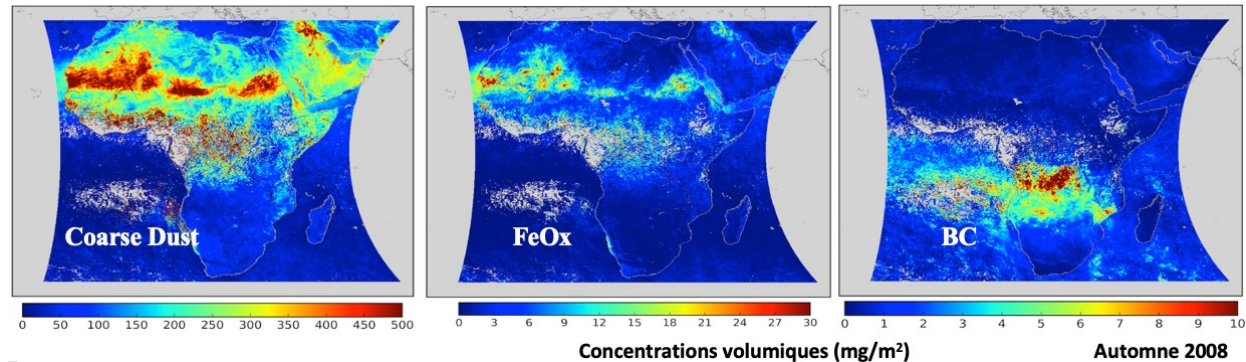 Coarse Dust
FeOx
BC
0 50 100 150 200 250 300 350 400 450 500
0 3 6 9 12 15 18 21 24 27 30
0 1 2 3 4 5 6 7 8 9 10
Concentrations volumiques (mg/m²)
Automne 2008